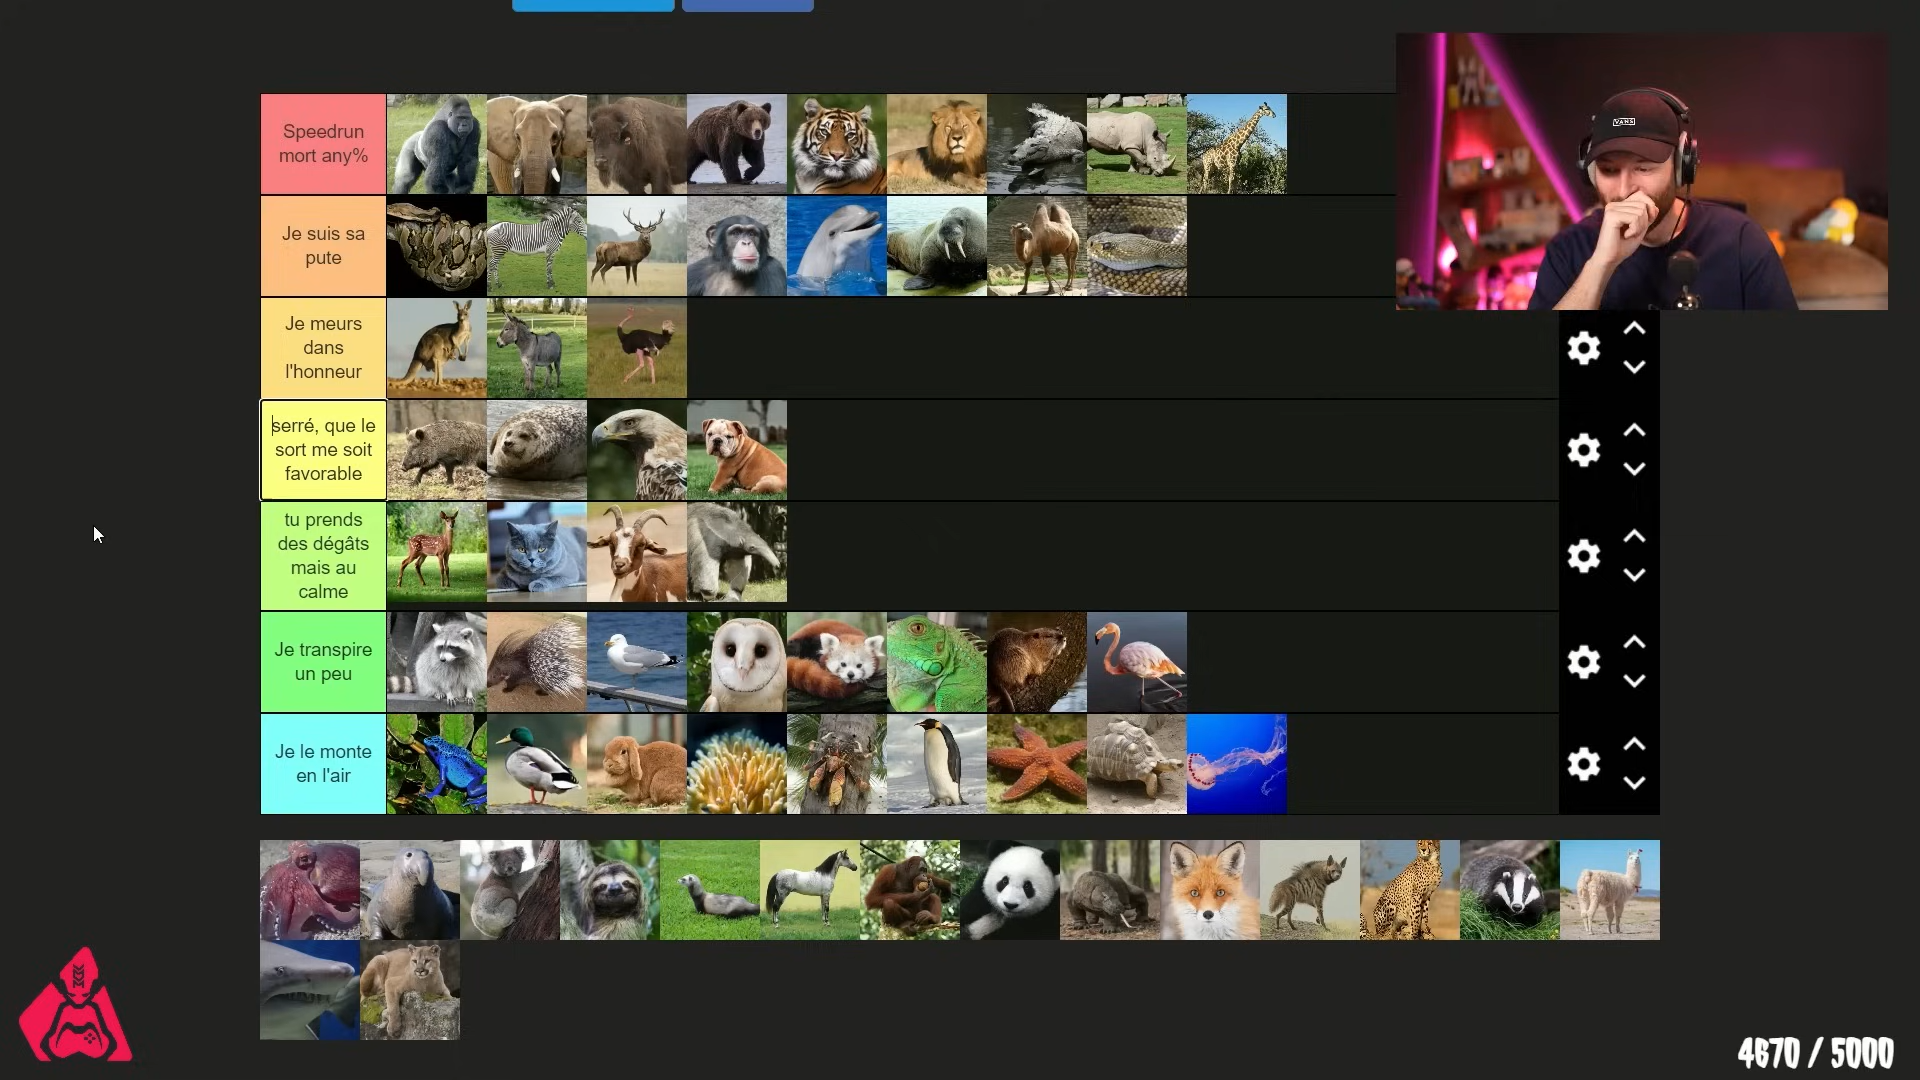 Speedrun
mort any%
VANS
Je suis sa
pute
Je meurs
dans
l'honneur
serré, que le
sort me soit
favorable
tu prends
des dégâts
mais au
calme
Je transpire
un peu
Je le monte
en l'air
4670 / 5000